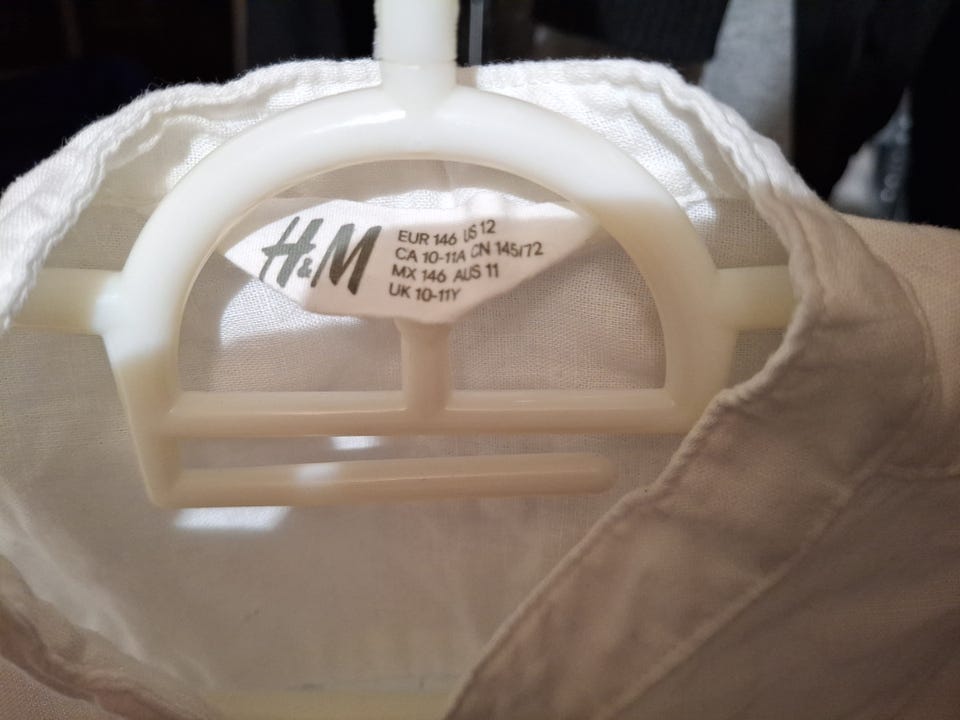 H&M
EUR 146 US 12
CA 10-11A CN 145/72
MX 146 AUS 11
UK 10-11Y